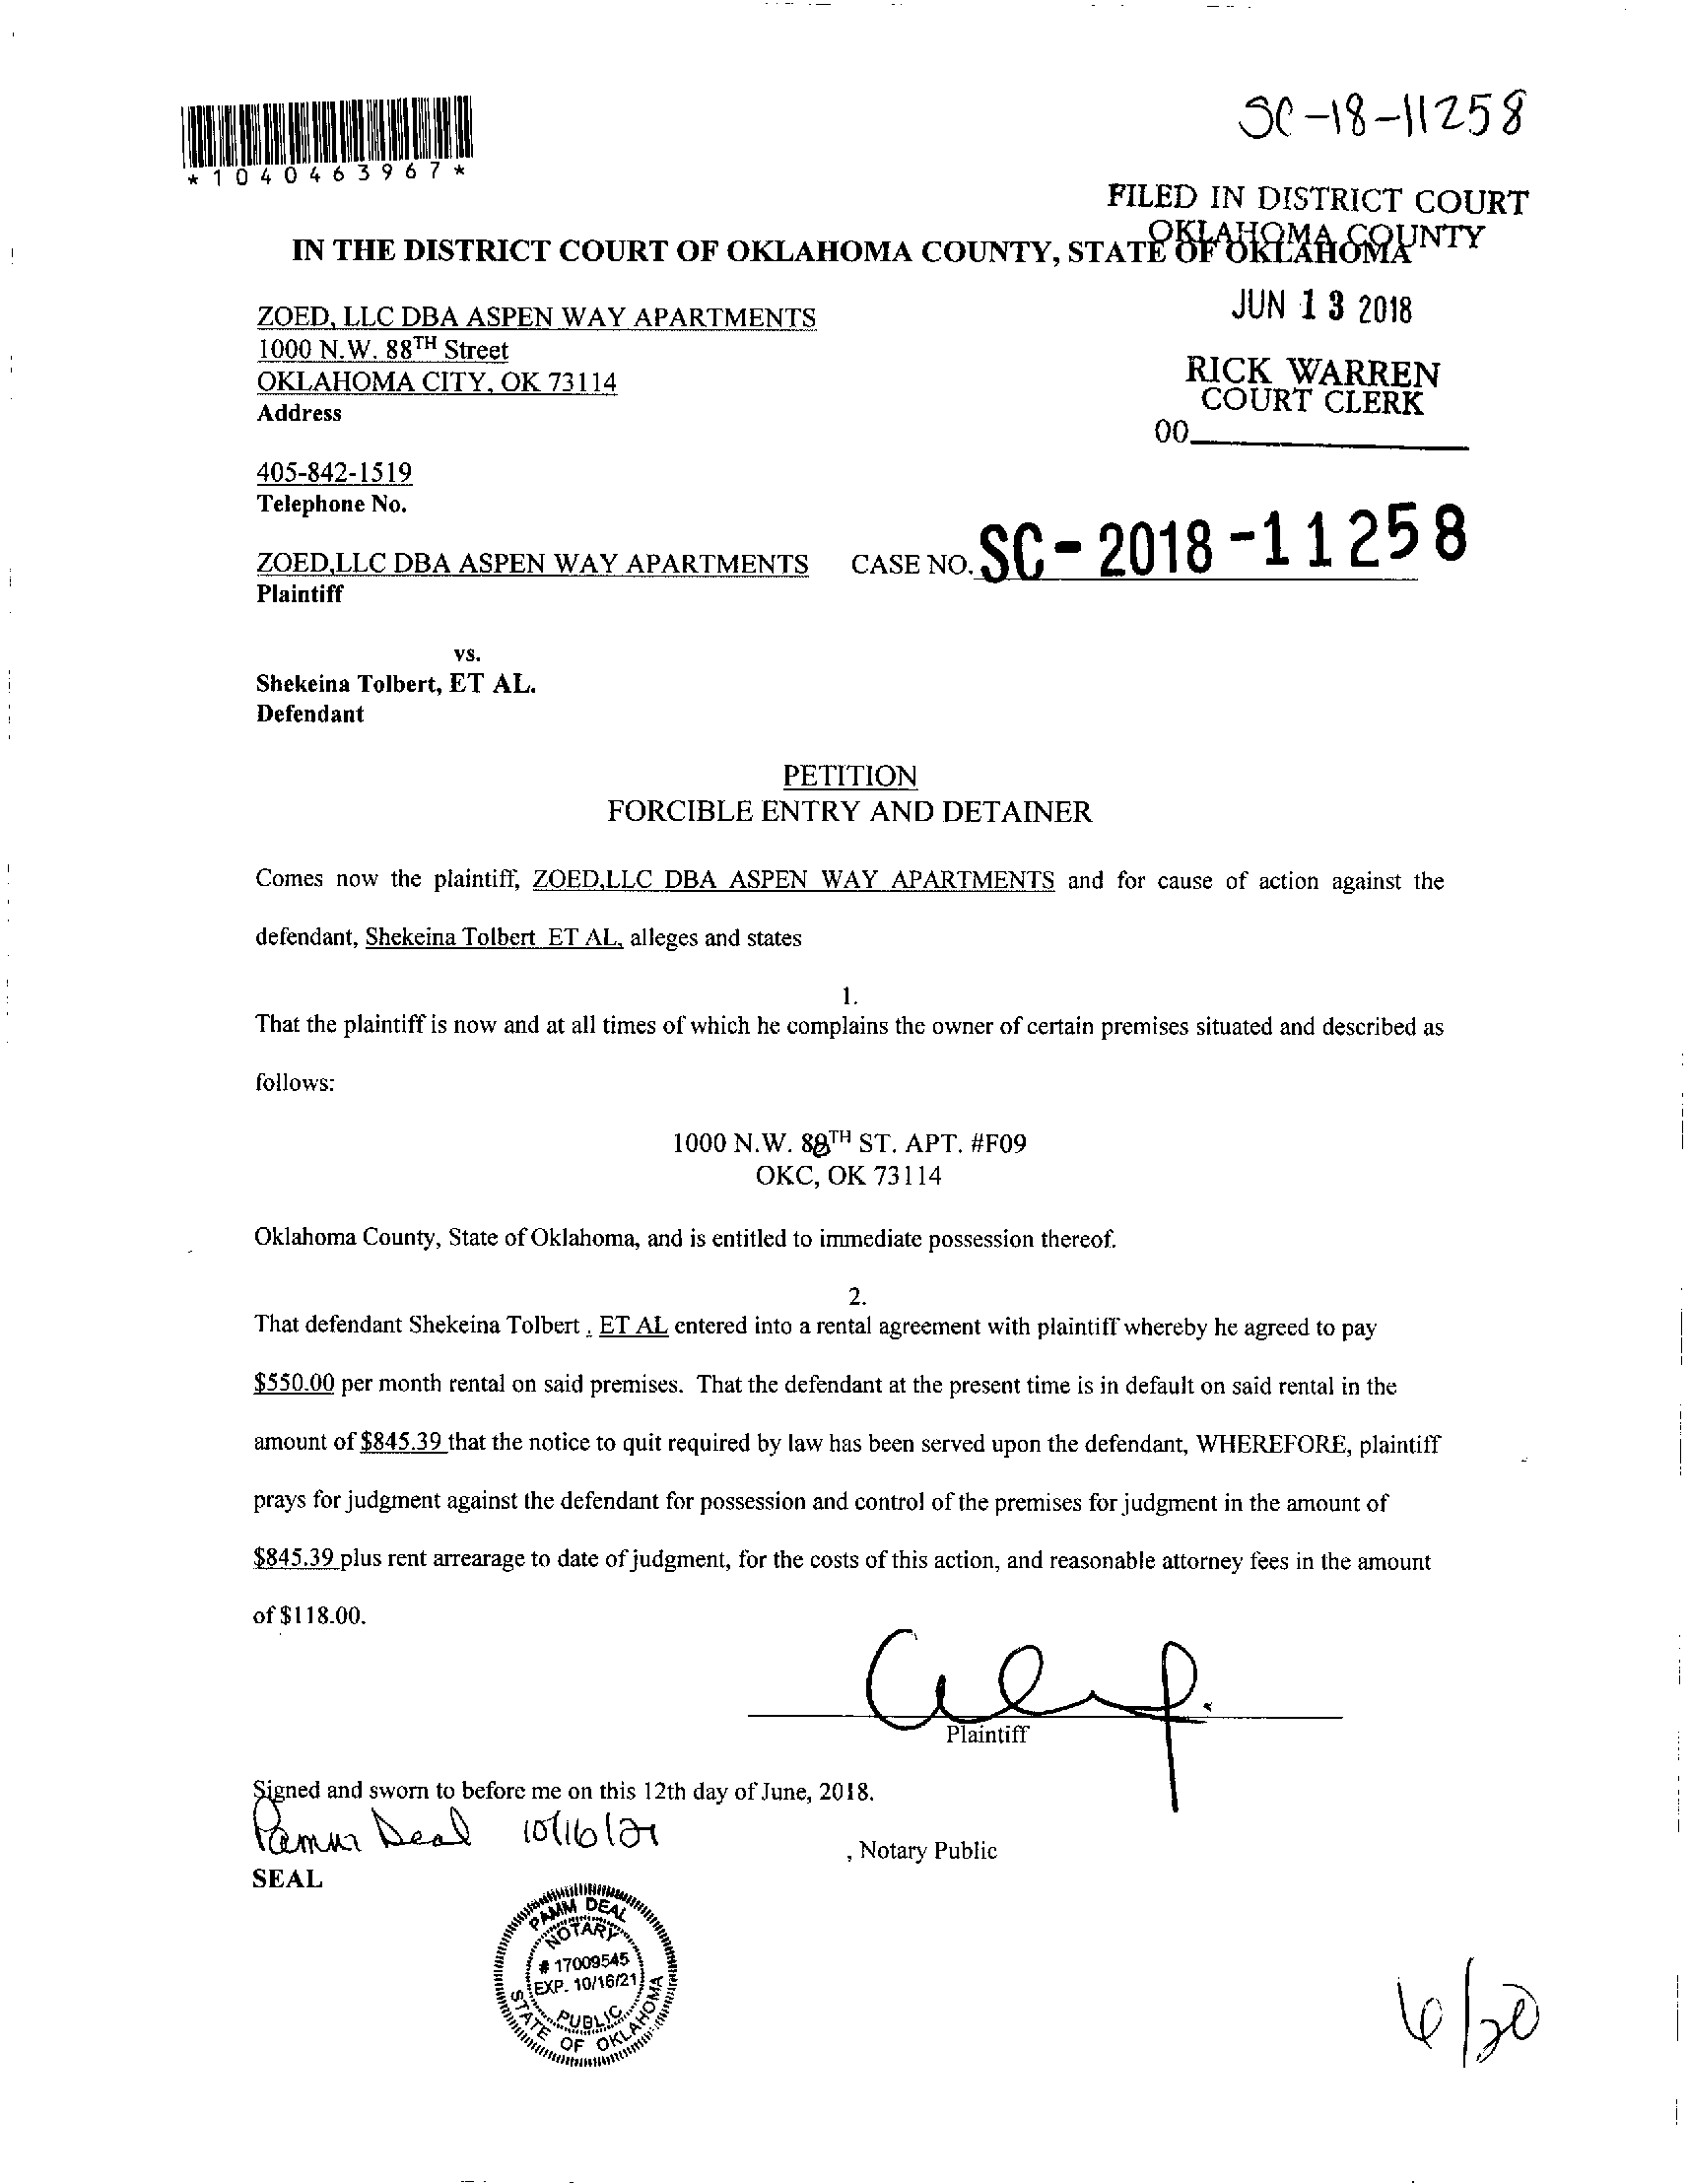 SC-18-11258
*1040463967*
FILED IN DISTRICT COURT
OKLAHOMA COUNTY
IN THE DISTRICT COURT OF OKLAHOMA COUNTY, STATE OF OKLAHOMA
JUN 13 2018
RICK WARREN
COURT CLERK
00
ZOED, LLC DBA ASPEN WAY APARTMENTS
1000 N.W. 88TH Street
OKLAHOMA CITY, OK 73114
Address
405-842-1519
Telephone No.
ZOED,LLC DBA ASPEN WAY APARTMENTS CASE NO. SC-2018-11258
Plaintiff
vs.
Shekeina Tolbert, ET AL.
Defendant
PETITION
FORCIBLE ENTRY AND DETAINER
Comes now the plaintiff, ZOED,LLC DBA ASPEN WAY APARTMENTS and for cause of action against the
defendant, Shekeina Tolbert ET AL, alleges and states
1.
That the plaintiff is now and at all times of which he complains the owner of certain premises situated and described as
follows:
1000 N.W. 88TH ST. APT. #F09
OKC, OK 73114
Oklahoma County, State of Oklahoma, and is entitled to immediate possession thereof.
2.
That defendant Shekeina Tolbert , ET AL entered into a rental agreement with plaintiff whereby he agreed to pay
$550.00 per month rental on said premises. That the defendant at the present time is in default on said rental in the
amount of $845.39 that the notice to quit required by law has been served upon the defendant, WHEREFORE, plaintiff
prays for judgment against the defendant for possession and control of the premises for judgment in the amount of
$845.39 plus rent arrearage to date of judgment, for the costs of this action, and reasonable attorney fees in the amount
of $118.00.
Plaintiff
Signed and sworn to before me on this 12th day of June, 2018.
Pamm Deal 10/16/21
, Notary Public
SEAL
PAMM DEAL
NOTARY
# 17009545
EXP. 10/16/21
PUBLIC
STATE OF OKLAHOMA
6/20